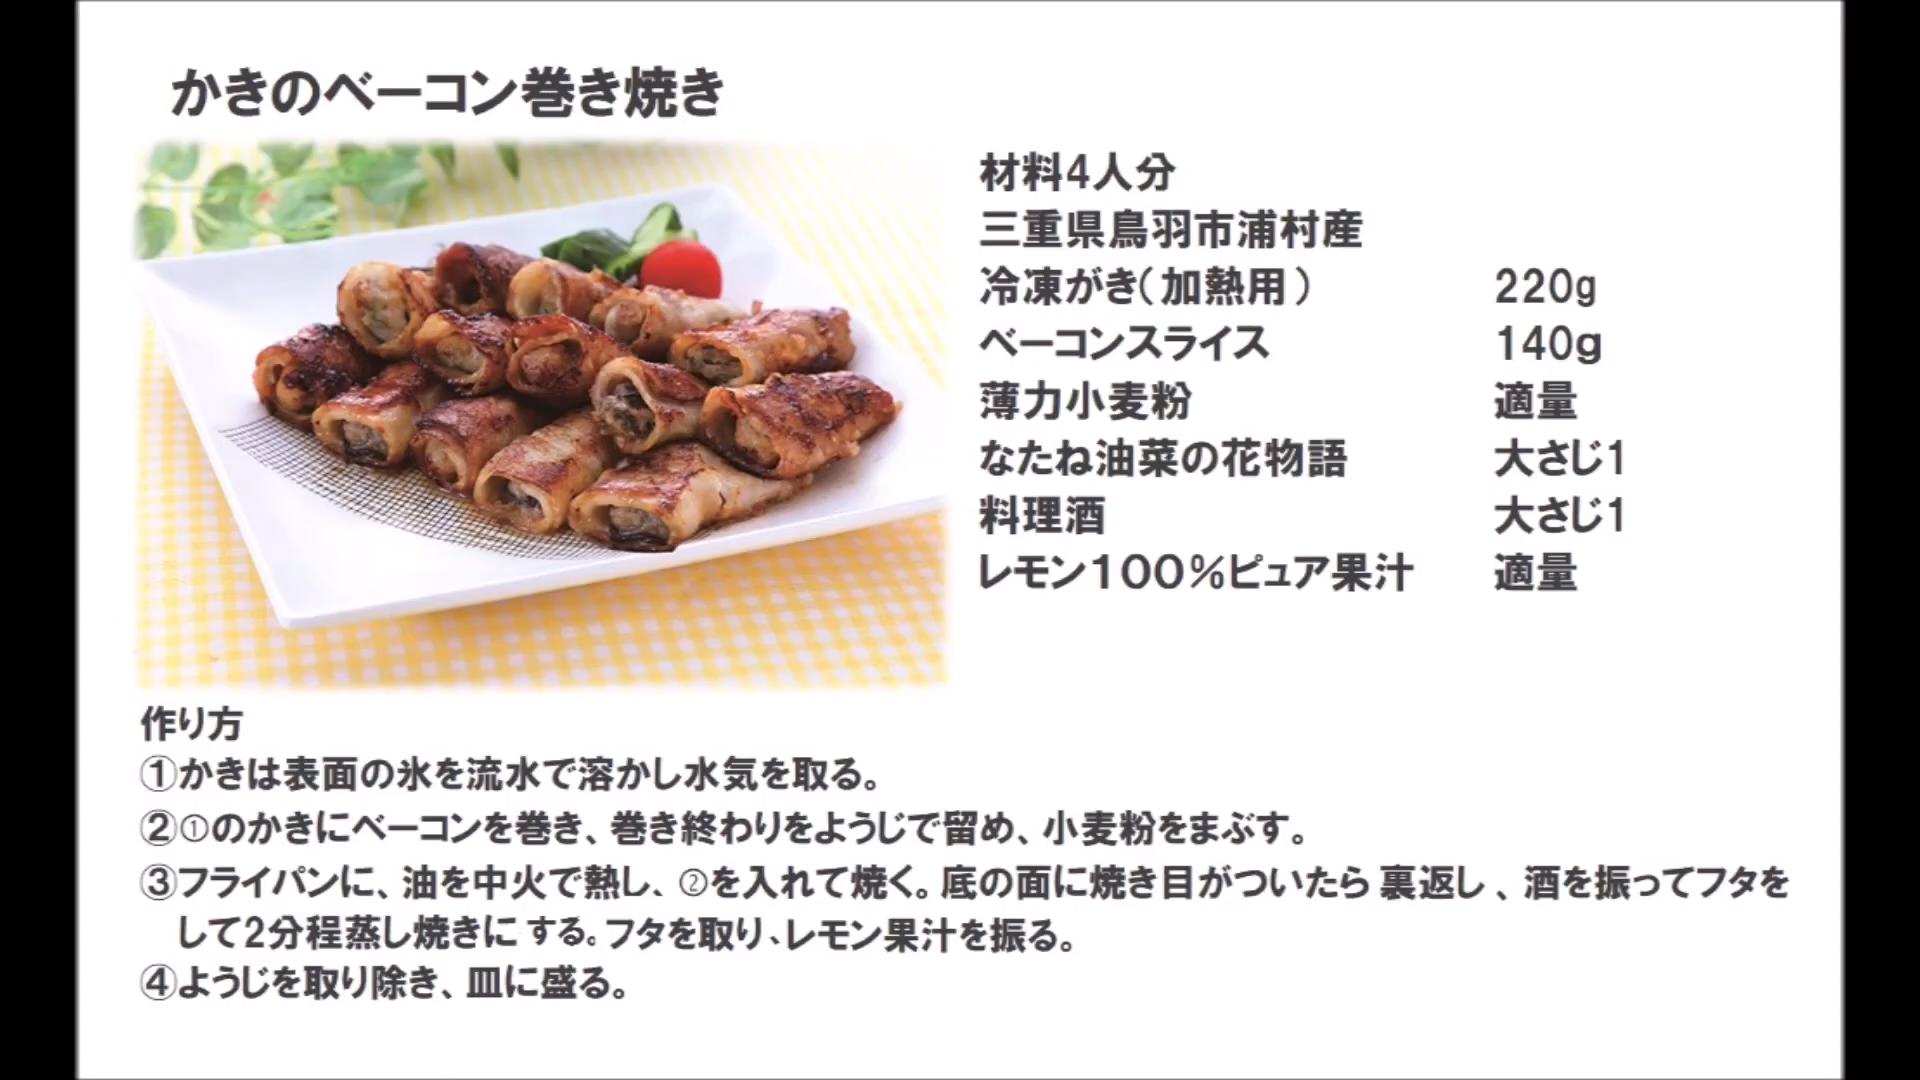 かきのベーコン巻き焼き
材料4人分
三重県鳥羽市浦村産
冷凍がき(加熱用) 220g
ベーコンスライス 140g
薄力小麦粉 適量
なたね油菜の花物語 大さじ1
料理酒 大さじ1
レモン100%ピュア果汁 適量
作り方
①かきは表面の氷を流水で溶かし水気を取る。
②①のかきにベーコンを巻き、巻き終わりをようじで留め、小麦粉をまぶす。
③フライパンに、油を中火で熱し、②を入れて焼く。底の面に焼き目がついたら裏返し、酒を振ってフタを
して2分程蒸し焼きにする。フタを取り、レモン果汁を振る。
④ようじを取り除き、皿に盛る。